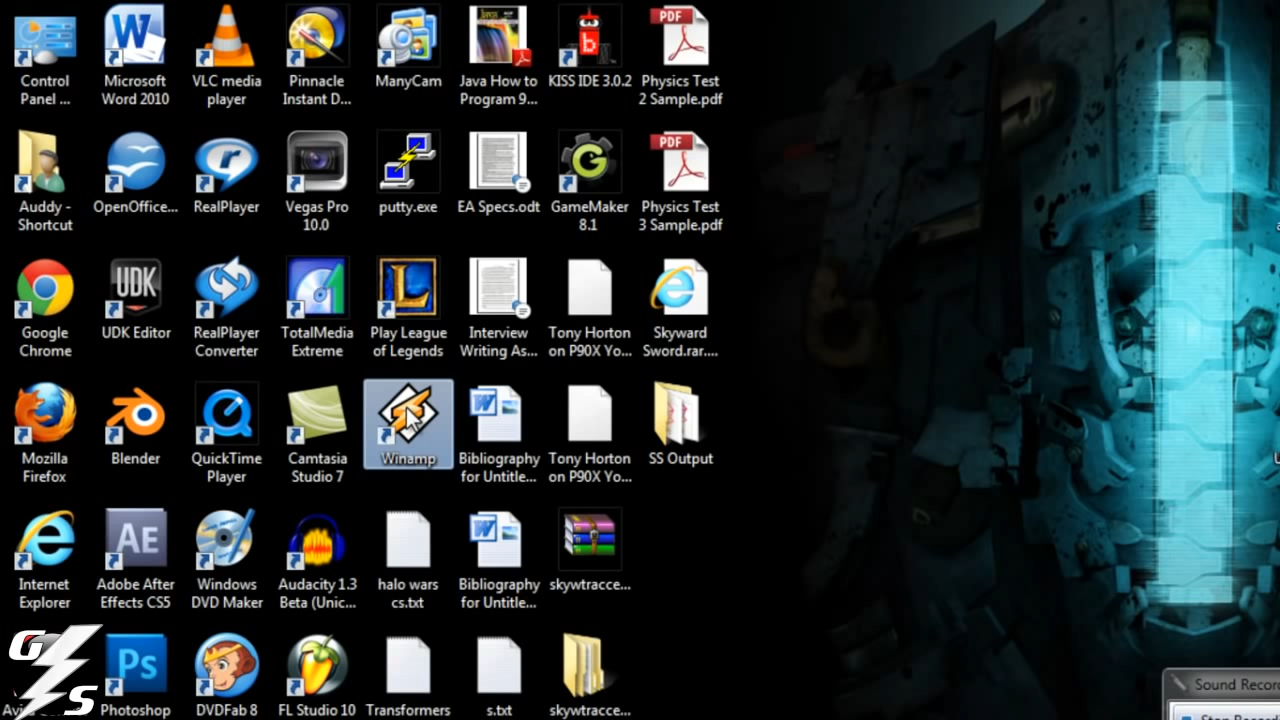 Control
Panel ...
Microsoft
Word 2010
VLC media
player
Pinnacle
Instant D...
ManyCam
Java How to
Program 9...
KISS IDE 3.0.2
PDF
Physics Test
2 Sample.pdf
Auddy -
Shortcut
OpenOffice...
RealPlayer
Vegas Pro
10.0
putty.exe
EA Specs.odt
GameMaker
8.1
PDF
Physics Test
3 Sample.pdf
Google
Chrome
UDK
UDK Editor
RealPlayer
Converter
TotalMedia
Extreme
Play League
of Legends
Interview
Writing As...
Tony Horton
on P90X Yo...
Skyward
Sword.rar....
Mozilla
Firefox
Blender
QuickTime
Player
Camtasia
Studio 7
Winamp
Bibliography
for Untitle...
Tony Horton
on P90X Yo...
SS Output
Internet
Explorer
AE
Adobe After
Effects CS5
Windows
DVD Maker
Audacity 1.3
Beta (Unic...
halo wars
cs.txt
Bibliography
for Untitle...
skywtracce...
G S
Ps
Photoshop
DVDFab 8
FL Studio 10
Transformers
s.txt
skywtracce...
Sound Recor